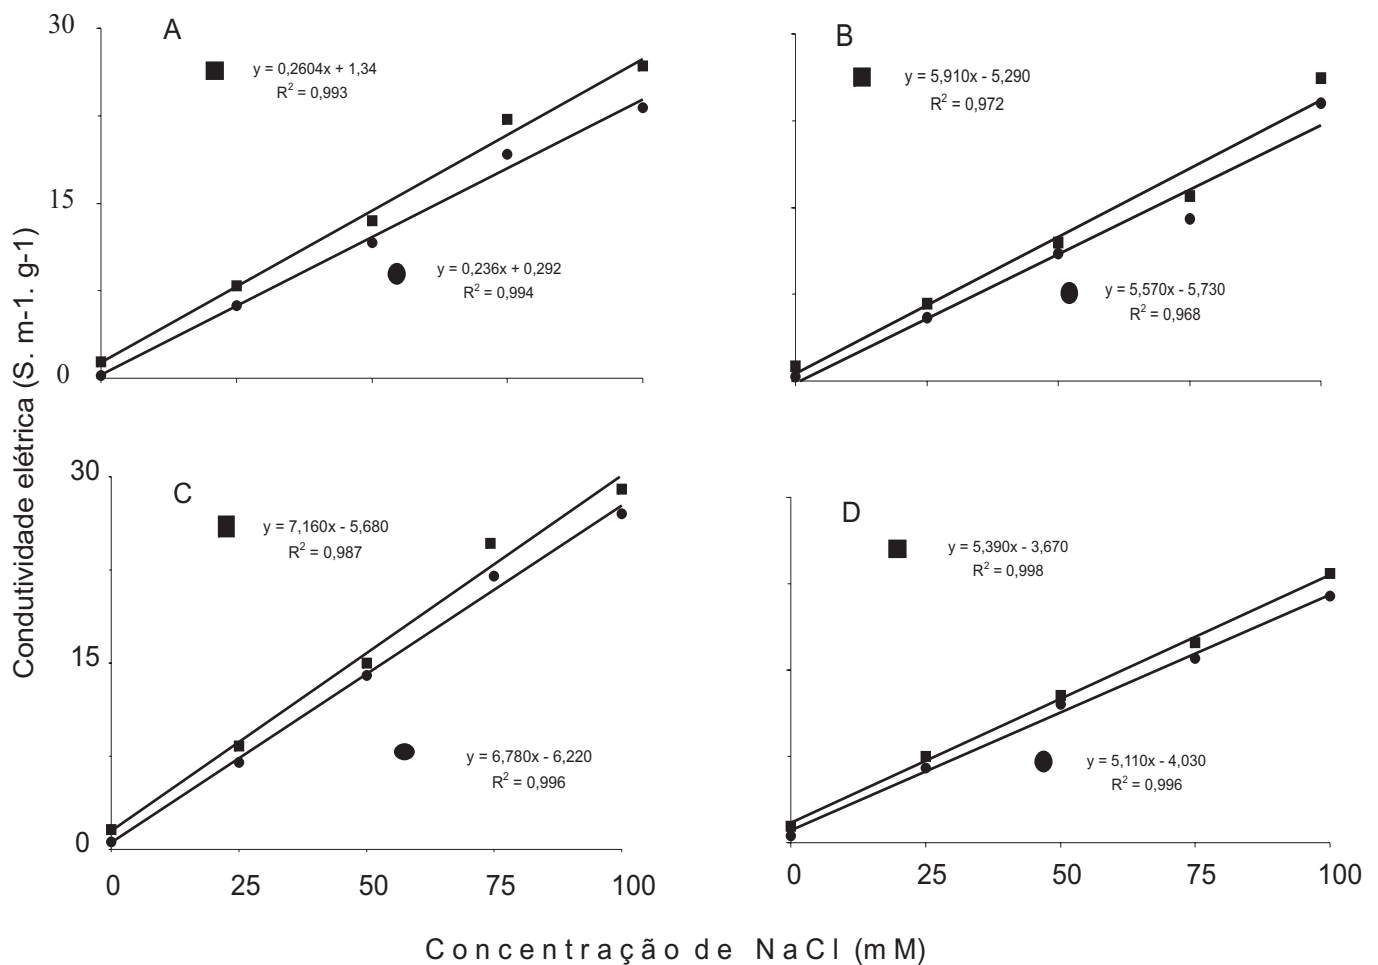 Condutividade elétrica (S. m-1. g-1)
30
15
0
A
y = 0,2604x + 1,34
R² = 0,993
y = 0,236x + 0,292
R² = 0,994
B
y = 5,910x - 5,290
R² = 0,972
y = 5,570x - 5,730
R² = 0,968
30
15
0
C
y = 7,160x - 5,680
R² = 0,987
y = 6,780x - 6,220
R² = 0,996
0 25 50 75 100
D
y = 5,390x - 3,670
R² = 0,998
y = 5,110x - 4,030
R² = 0,996
0 25 50 75 100
Concentração de NaCl (mM)